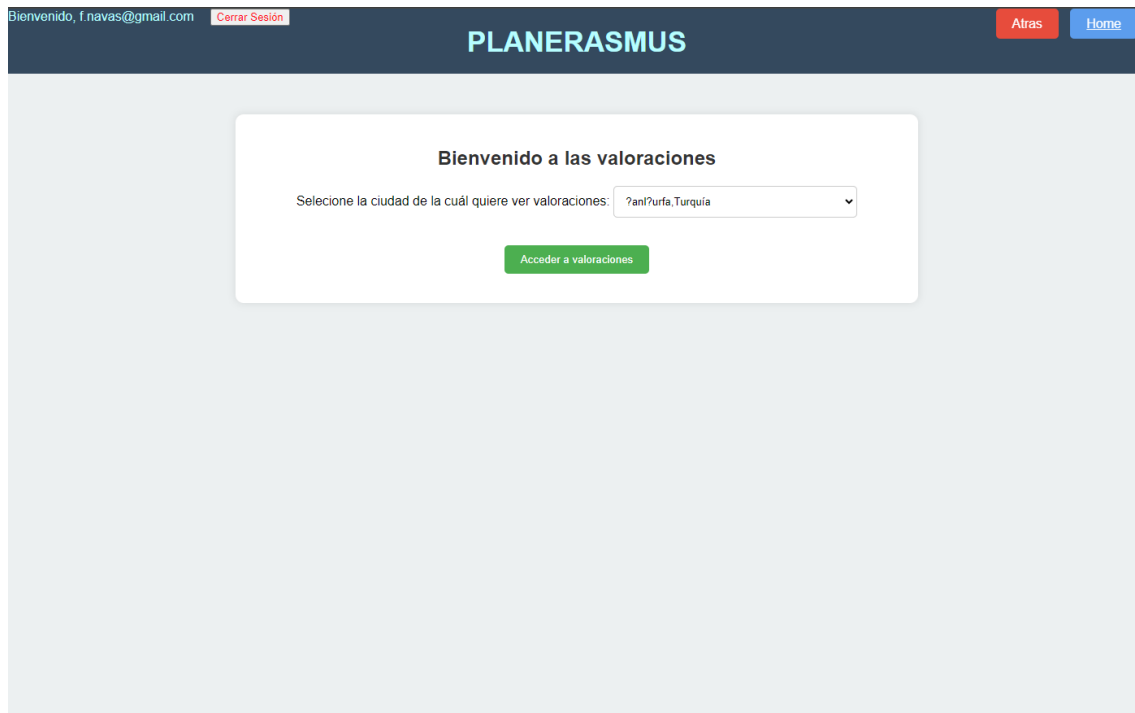 Bienvenido, f.navas@gmail.com Cerrar Sesión
PLANERASMUS
Atras Home
Bienvenido a las valoraciones
Selecione la ciudad de la cuál quiere ver valoraciones: ?anl?urfa,Turquía
Acceder a valoraciones